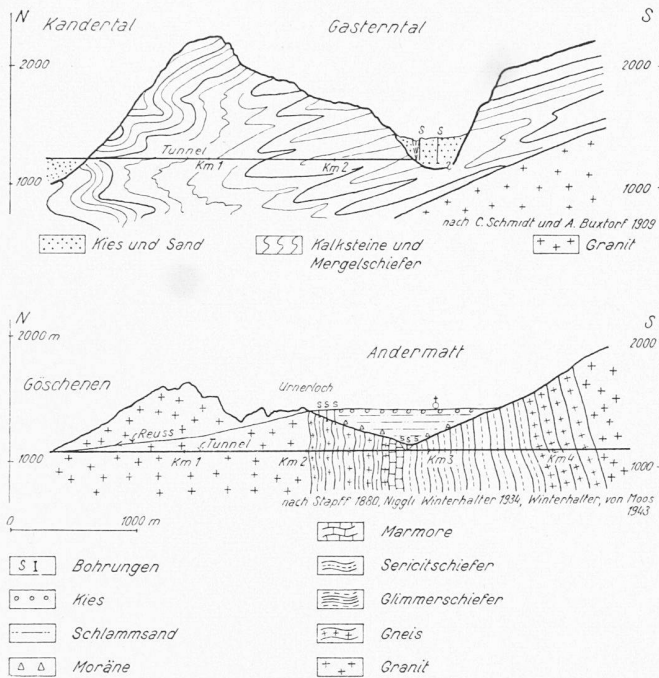 N S
Kandertal Gasterntal
2000 2000
S S
Tunnel
Km 1 Km 2
1000 1000
nach C. Schmidt und A. Buxtorf 1909
Kies und Sand Kalksteine und Mergelschiefer Granit
N S
2000 m 2000
Andermatt
Göschenen Urnerloch
SSS
Reuss
Tunnel
SSS
1000 Km 1 Km 2 Km 3 Km 4 1000
nach Stapff 1880, Niggli Winterhalter 1934, Winterhalter, von Moos
1943
0 1000 m
Marmore
S I Bohrungen Sericitschiefer
Kies Glimmerschiefer
Schlammsand Gneis
Moräne Granit